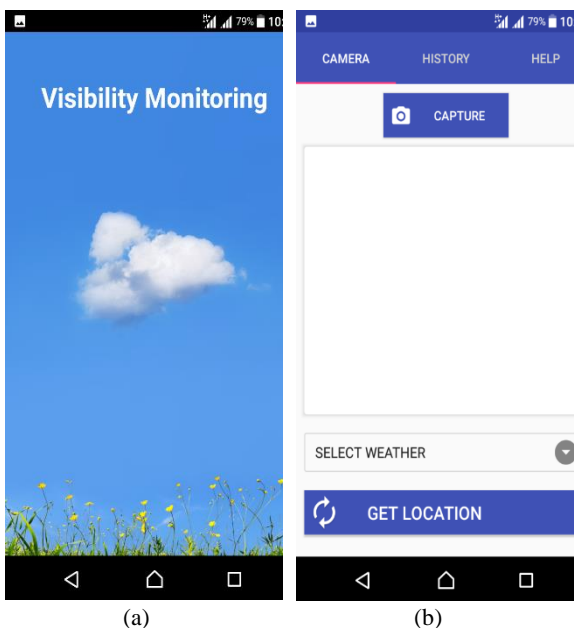 79% 10:
Visibility Monitoring
(a)
79% 10
CAMERA HISTORY HELP
CAPTURE
SELECT WEATHER
GET LOCATION
(b)